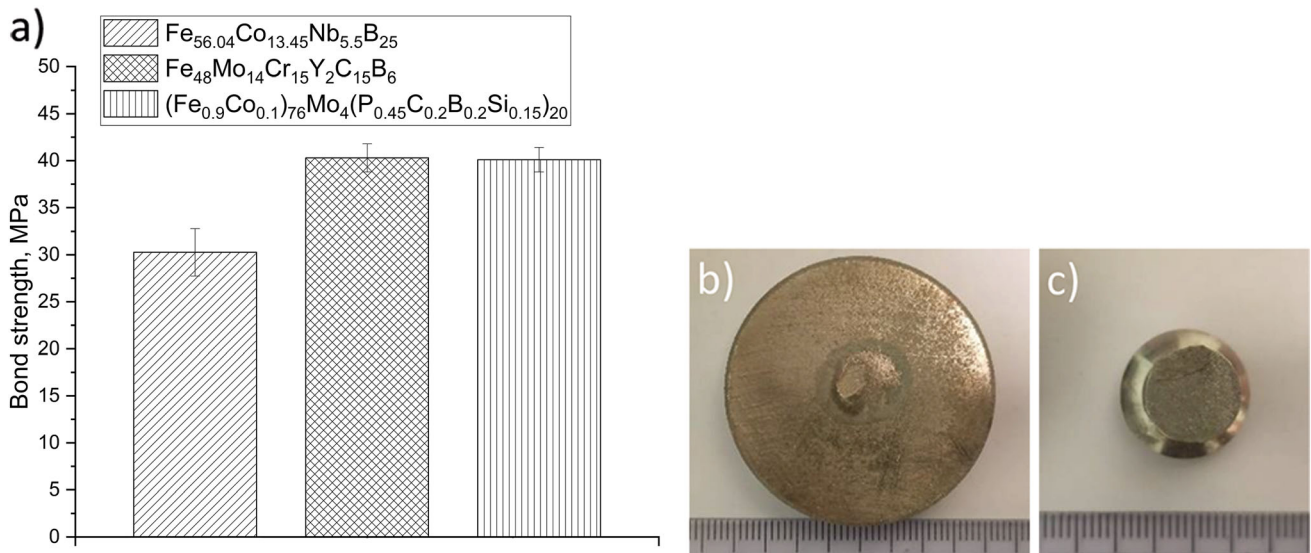 a)
Fe56.04Co13.45Nb5.5B25
Fe48Mo14Cr15Y2C15B6
(Fe0.9Co0.1)76Mo4(P0.45C0.2B0.2Si0.15)20
50
45
40
35
30
25
20
15
10
5
0
Bond strength, MPa
b)
c)